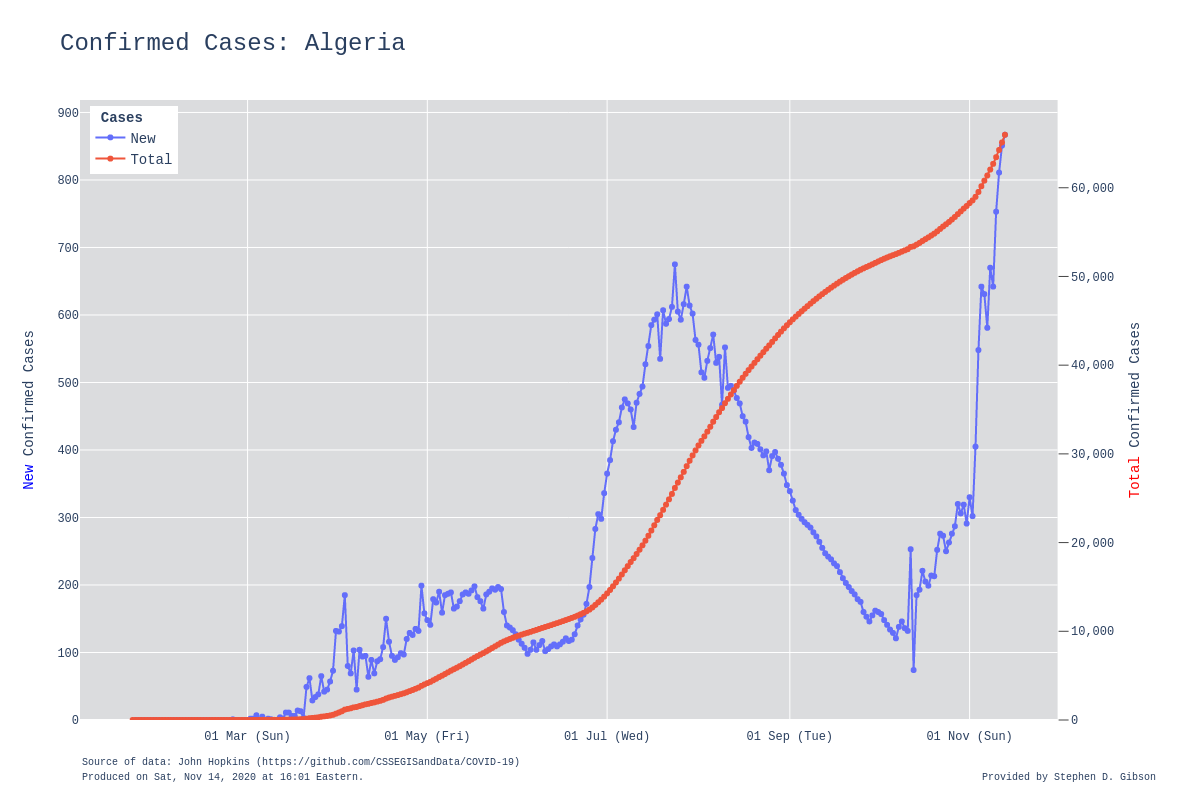 Confirmed Cases: Algeria
Cases
New
Total
900
800
700
600
500
400
300
200
100
0
New Confirmed Cases
60,000
50,000
40,000
30,000
20,000
10,000
0
Total Confirmed Cases
01 Mar (Sun)
01 May (Fri)
01 Jul (Wed)
01 Sep (Tue)
01 Nov (Sun)
Source of data: John Hopkins (https://github.com/CSSEGISandData/COVID-19)
Produced on Sat, Nov 14, 2020 at 16:01 Eastern.
Provided by Stephen D. Gibson